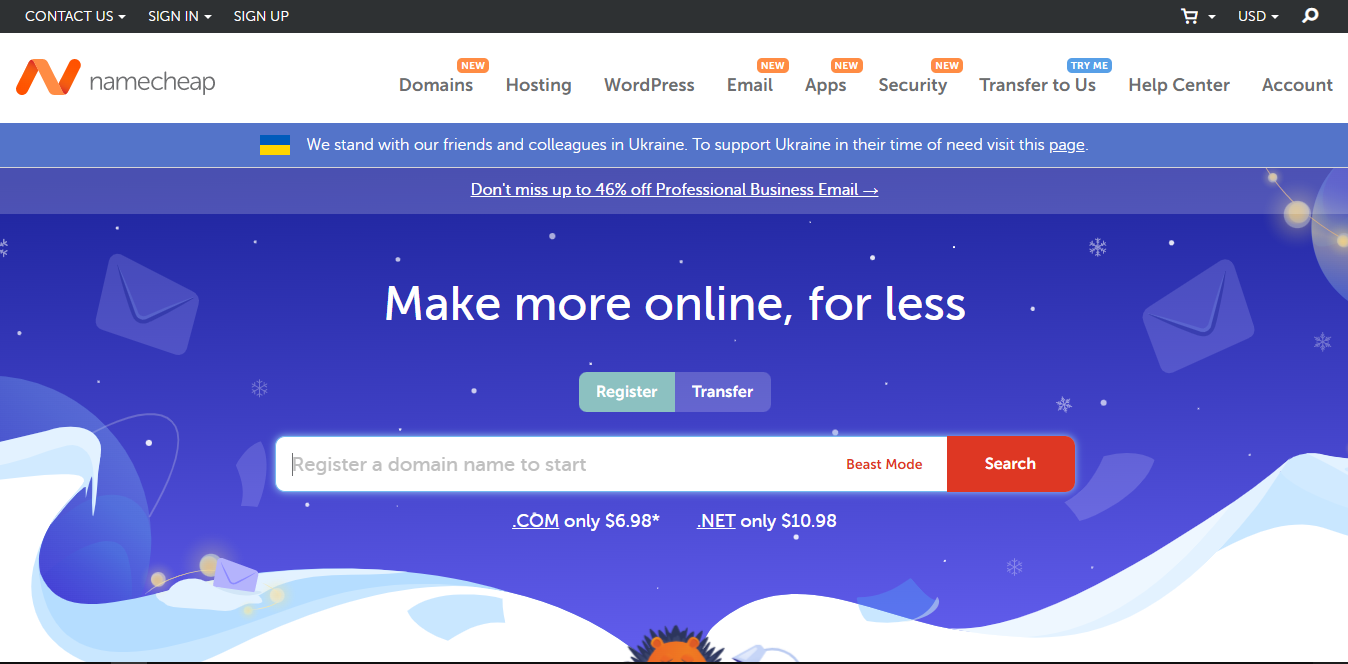 CONTACT US SIGN IN SIGN UP USD
namecheap
NEW NEW NEW NEW TRY ME
Domains Hosting WordPress Email Apps Security Transfer to Us Help Center Account
We stand with our friends and colleagues in Ukraine. To support Ukraine in their time of need visit this page.
Don't miss up to 46% off Professional Business Email →
Make more online, for less
Register Transfer
Register a domain name to start Beast Mode Search
.COM only $6.98* .NET only $10.98